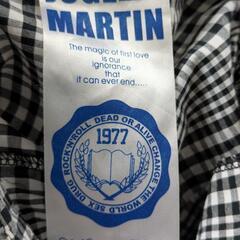 MARTIN
The magic of first love
is our
ignorance
that
it can ever end.....
SEX DRUG ROCK'N'ROLL DEAD OR ALIVE CHANGE THE WORLD
1977